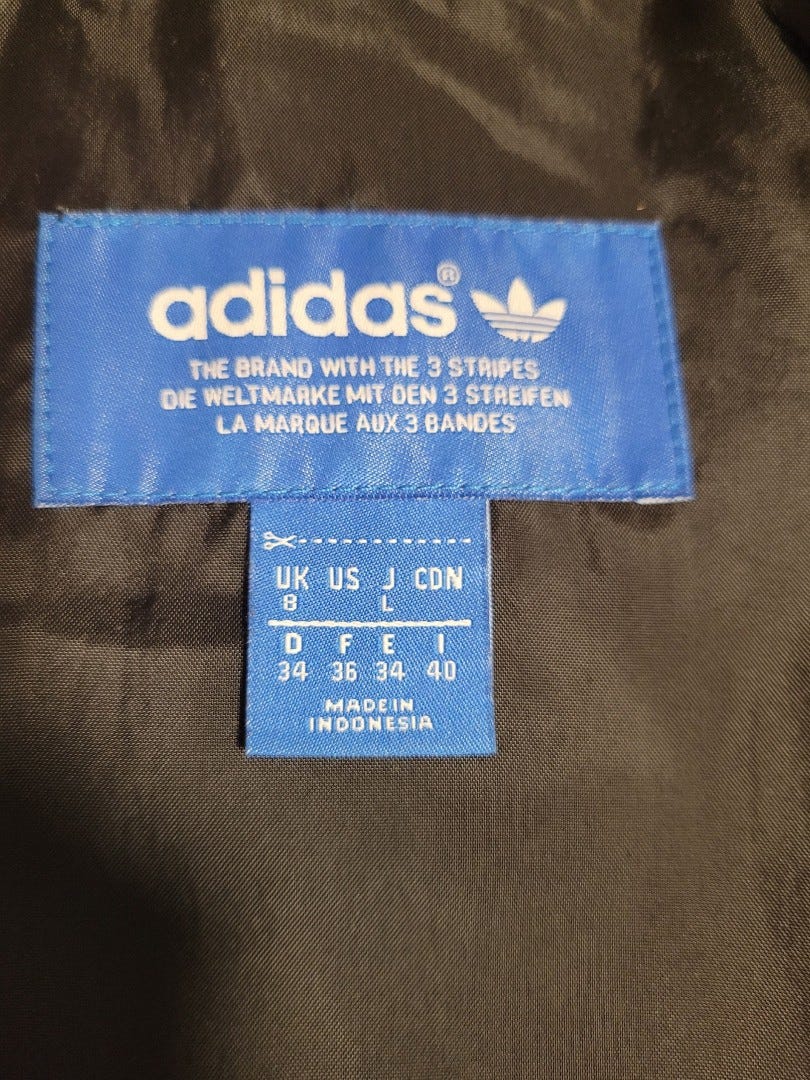 adidas®
THE BRAND WITH THE 3 STRIPES
DIE WELTMARKE MIT DEN 3 STREIFEN
LA MARQUE AUX 3 BANDES
UK US J CDN
8 L
D F E I
34 36 34 40
MADE IN
INDONESIA